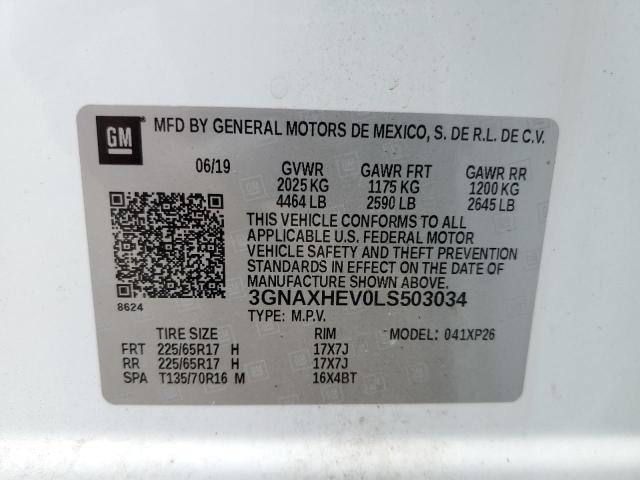 GM
MFD BY GENERAL MOTORS DE MEXICO, S. DE R.L. DE C.V.
06/19 GVWR GAWR FRT GAWR RR
2025 KG 1175 KG 1200 KG
4464 LB 2590 LB 2645 LB
THIS VEHICLE CONFORMS TO ALL
APPLICABLE U.S. FEDERAL MOTOR
VEHICLE SAFETY AND THEFT PREVENTION
STANDARDS IN EFFECT ON THE DATE OF
MANUFACTURE SHOWN ABOVE.
8624 3GNAXHEV0LS503034
TYPE: M.P.V.
TIRE SIZE RIM MODEL: 041XP26
FRT 225/65R17 H 17X7J
RR 225/65R17 H 17X7J
SPA T135/70R16 M 16X4BT